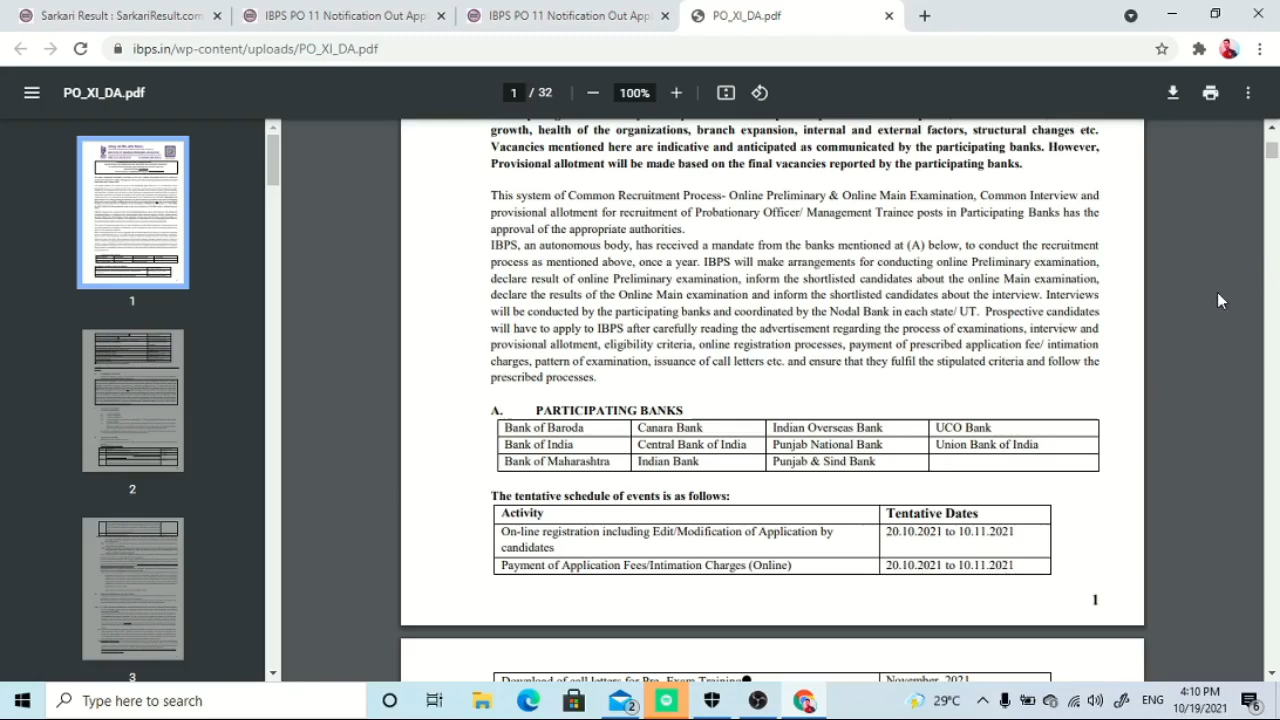 Sarkari Result : SarkariResult.com
IBPS PO 11 Notification Out Appl
IBPS PO 11 Notification Out Appl
PO_XI_DA.pdf
ibps.in/wp-content/uploads/PO_XI_DA.pdf
PO_XI_DA.pdf
1 / 32
100%
growth, health of the organizations, branch expansion, internal and external factors, structural changes etc.
Vacancies mentioned here are indicative and anticipated as communicated by the participating banks. However,
Provisional allotment will be made based on the final vacancies reported by the participating banks.
This system of Common Recruitment Process- Online Preliminary & Online Main Examination, Common Interview and
provisional allotment for recruitment of Probationary Officer/ Management Trainee posts in Participating Banks has the
approval of the appropriate authorities.
IBPS, an autonomous body, has received a mandate from the banks mentioned at (A) below, to conduct the recruitment
process as mentioned above, once a year. IBPS will make arrangements for conducting online Preliminary examination,
declare result of online Preliminary examination, inform the shortlisted candidates about the online Main examination,
declare the results of the Online Main examination and inform the shortlisted candidates about the interview. Interviews
will be conducted by the participating banks and coordinated by the Nodal Bank in each state/ UT. Prospective candidates
will have to apply to IBPS after carefully reading the advertisement regarding the process of examinations, interview and
provisional allotment, eligibility criteria, online registration processes, payment of prescribed application fee/ intimation
charges, pattern of examination, issuance of call letters etc. and ensure that they fulfil the stipulated criteria and follow the
prescribed processes.
A. PARTICIPATING BANKS
Bank of Baroda Canara Bank Indian Overseas Bank UCO Bank
Bank of India Central Bank of India Punjab National Bank Union Bank of India
Bank of Maharashtra Indian Bank Punjab & Sind Bank
The tentative schedule of events is as follows:
Activity Tentative Dates
On-line registration including Edit/Modification of Application by 20.10.2021 to 10.11.2021
candidates
Payment of Application Fees/Intimation Charges (Online) 20.10.2021 to 10.11.2021
1
Download of call letters for Pre- Exam Training November, 2021
1
2
3
Type here to search
2
29°C
ENG
4:10 PM
10/19/2021
6